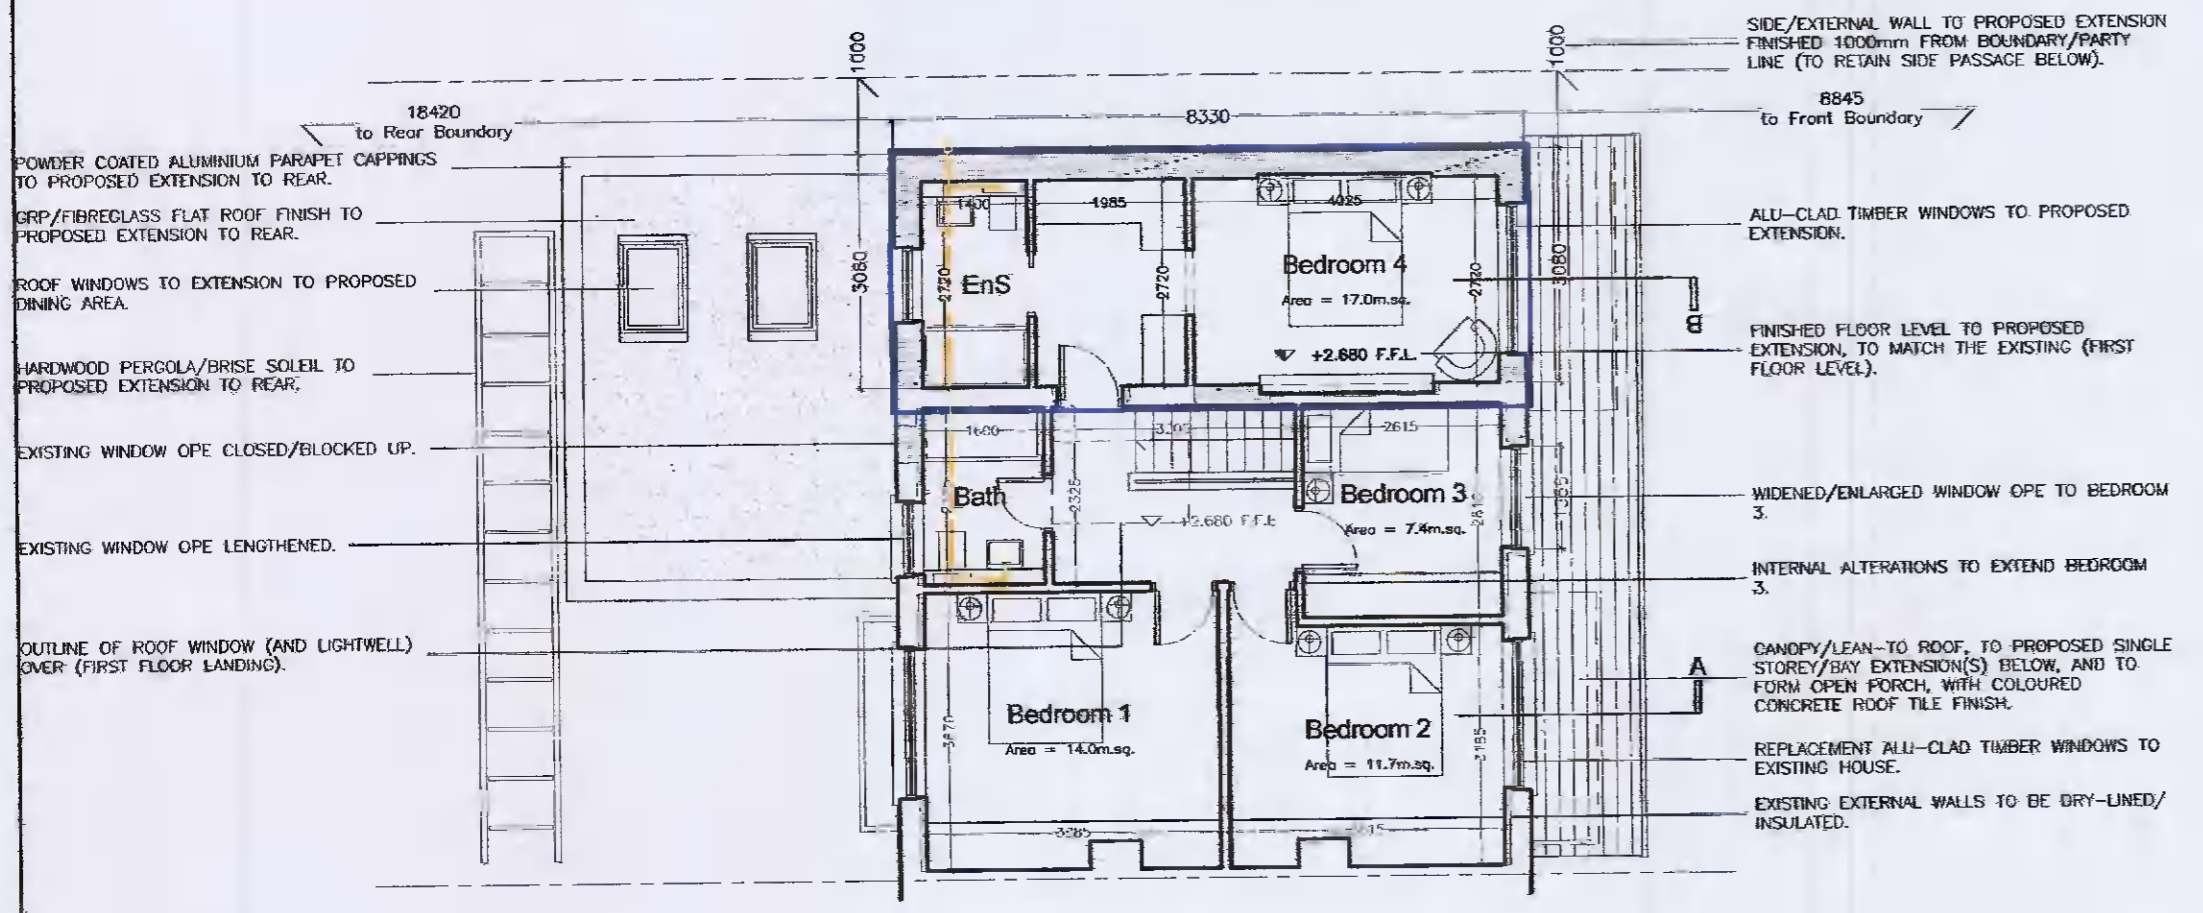 1000
1000
SIDE/EXTERNAL WALL TO PROPOSED EXTENSION
FINISHED 1000mm FROM BOUNDARY/PARTY
LINE (TO RETAIN SIDE PASSAGE BELOW).
18420
to Rear Boundary
8330
8845
to Front Boundary
POWDER COATED ALUMINIUM PARAPET CAPPINGS
TO PROPOSED EXTENSION TO REAR.
GRP/FIBREGLASS FLAT ROOF FINISH TO
PROPOSED EXTENSION TO REAR.
ROOF WINDOWS TO EXTENSION TO PROPOSED
DINING AREA.
HARDWOOD PERGOLA/BRISE SOLEIL TO
PROPOSED EXTENSION TO REAR.
EXISTING WINDOW OPE CLOSED/BLOCKED UP.
EXISTING WINDOW OPE LENGTHENED.
OUTLINE OF ROOF WINDOW (AND LIGHTWELL)
OVER (FIRST FLOOR LANDING).
1400
1985
4025
3080
2720
2720
2720
3080
EnS
Bedroom 4
Area = 17.0m.sq.
+2.680 F.F.L.
1600
2615
2325
Bath
+2.680 F.F.L
Bedroom 3
Area = 7.4m.sq.
1385
Bedroom 1
Area = 14.0m.sq.
Bedroom 2
Area = 11.7m.sq.
3670
3185
3285
B
A
ALU-CLAD TIMBER WINDOWS TO PROPOSED
EXTENSION.
FINISHED FLOOR LEVEL TO PROPOSED
EXTENSION, TO MATCH THE EXISTING (FIRST
FLOOR LEVEL).
WIDENED/ENLARGED WINDOW OPE TO BEDROOM
3.
INTERNAL ALTERATIONS TO EXTEND BEDROOM
3.
CANOPY/LEAN-TO ROOF, TO PROPOSED SINGLE
STOREY/BAY EXTENSION(S) BELOW, AND TO
FORM OPEN PORCH, WITH COLOURED
CONCRETE ROOF TILE FINISH.
REPLACEMENT ALU-CLAD TIMBER WINDOWS TO
EXISTING HOUSE.
EXISTING EXTERNAL WALLS TO BE DRY-LINED/
INSULATED.